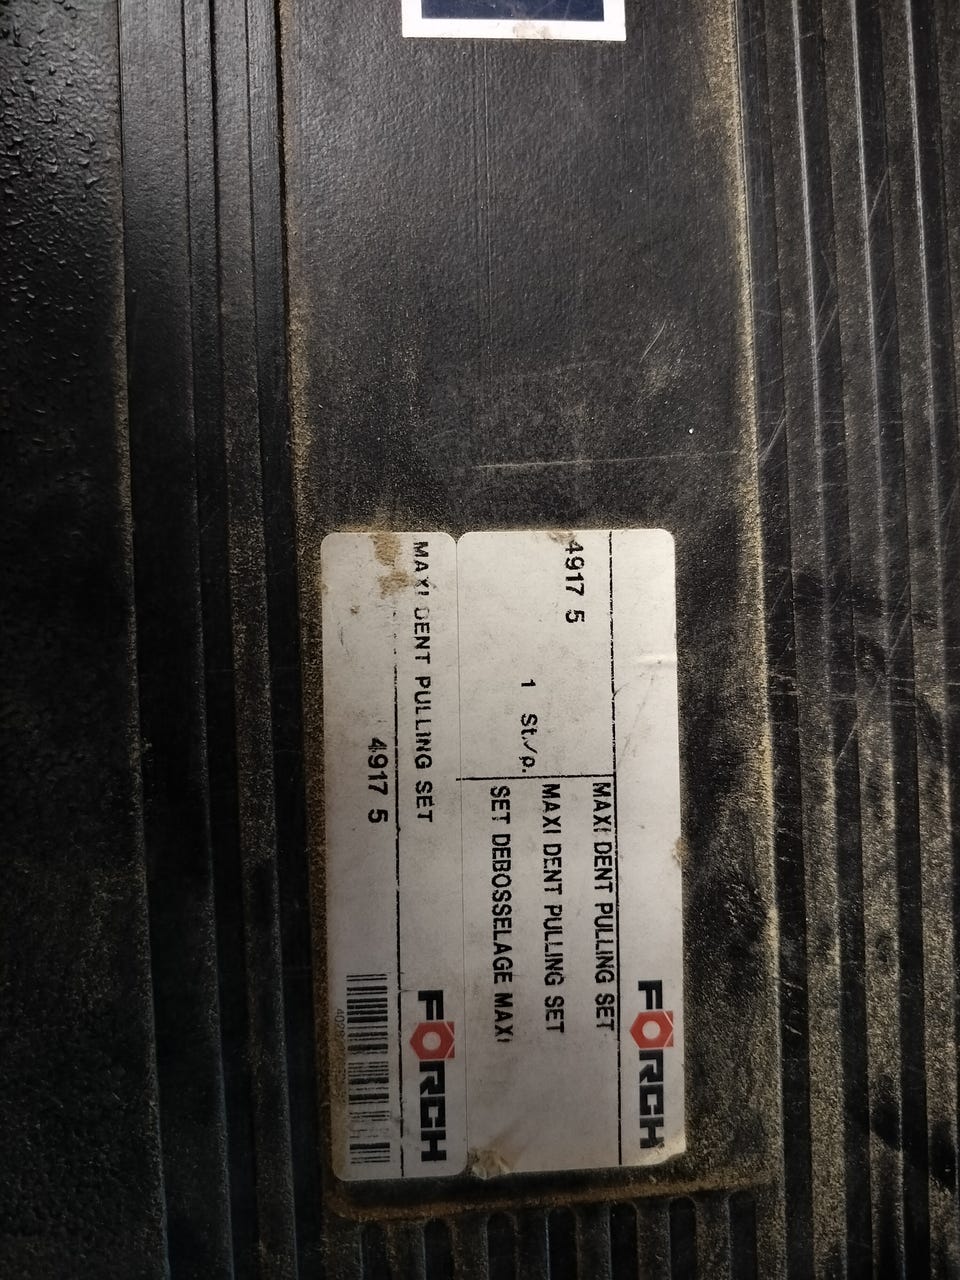 FÖRCH
4917 5
1 St./p.
MAXI DENT PULLING SET
MAXI DENT PULLING SET
SET DEBOSSELAGE MAXI
MAXI DENT PULLING SET
FÖRCH
4917 5
4028